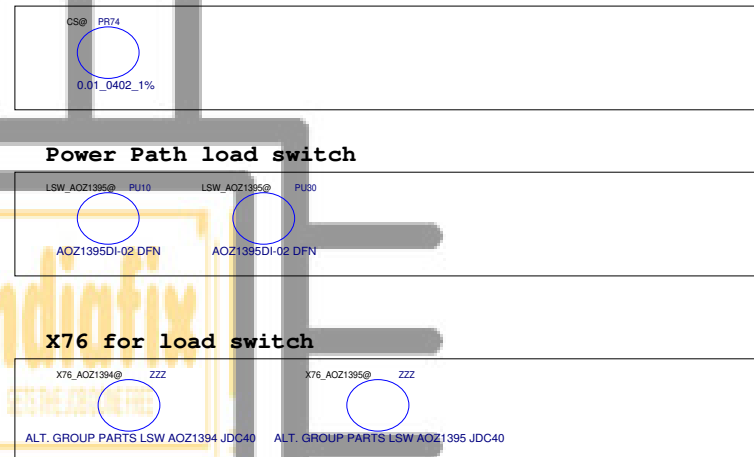 CS@ PR74
0.01_0402_1%
Power Path load switch
LSW_AOZ1395@ PU10 LSW_AOZ1395@ PU30
AOZ1395DI-02 DFN AOZ1395DI-02 DFN
ndiafix
X76 for load switch
X76_AOZ1394@ ZZZ X76_AOZ1395@ ZZZ
ALT. GROUP PARTS LSW AOZ1394 JDC40 ALT. GROUP PARTS LSW AOZ1395 JDC40